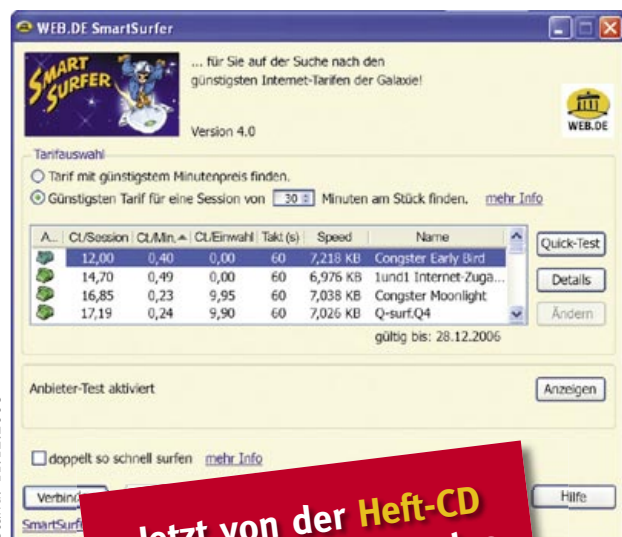 WEB.DE SmartSurfer
SMART SURFER
... für Sie auf der Suche nach den
günstigsten Internet-Tarifen der Galaxie!
Version 4.0
WEB.DE
Tarifauswahl
Tarif mit günstigstem Minutenpreis finden.
Günstigsten Tarif für eine Session von 30 Minuten am Stück finden. mehr Info
A... Ct./Session Ct./Min. Ct./Einwahl Takt (s) Speed Name
12,00 0,40 0,00 60 7,218 KB Congster Early Bird
14,70 0,49 0,00 60 6,976 KB 1und1 Internet-Zuga...
16,85 0,23 9,95 60 7,038 KB Congster Moonlight
17,19 0,24 9,90 60 7,026 KB Q-surf.Q4
Quick-Test
Details
Ändern
gültig bis: 28.12.2006
Anbieter-Test aktiviert
Anzeigen
doppelt so schnell surfen mehr Info
Hilfe
Jetzt von der Heft-CD